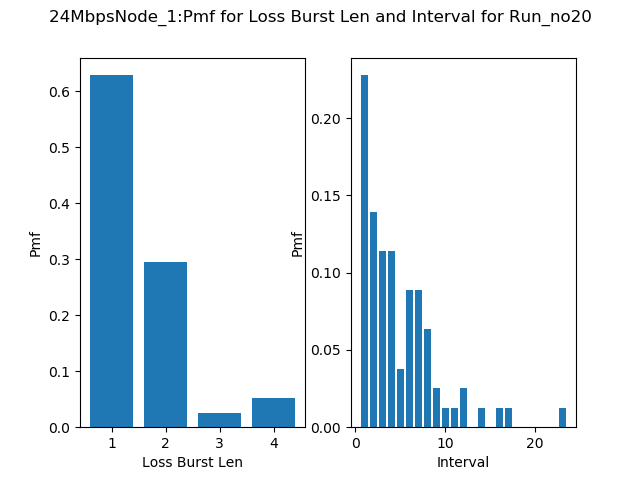 24MbpsNode_1:Pmf for Loss Burst Len and Interval for Run_no20
0.6
0.5
0.4
0.3
0.2
0.1
0.0
Pmf
1 2 3 4
Loss Burst Len
0.20
0.15
0.10
0.05
0.00
Pmf
0 10 20
Interval